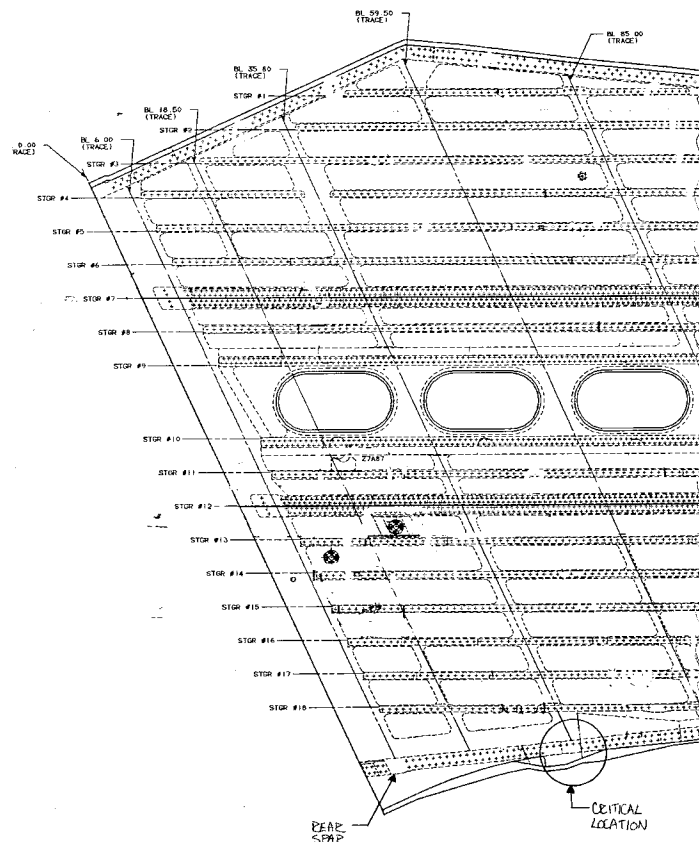 BL 59.50
(TRACE)
BL 85.00
(TRACE)
BL 35.60
(TRACE)
STGR #1
BL 18.50
(TRACE)
STGR #2
0.00
RACE)
BL 6.00
(TRACE)
STGR #3
STGR #4
STGR #5
STGR #6
STGR #7
STGR #8
STGR #9
STGR #10
Z7A87
STGR #11
STGR #12
STGR #13
STGR #14
STGR #15
STGR #16
STGR #17
STGR #18
REAR
SPAR
CRITICAL
LOCATION